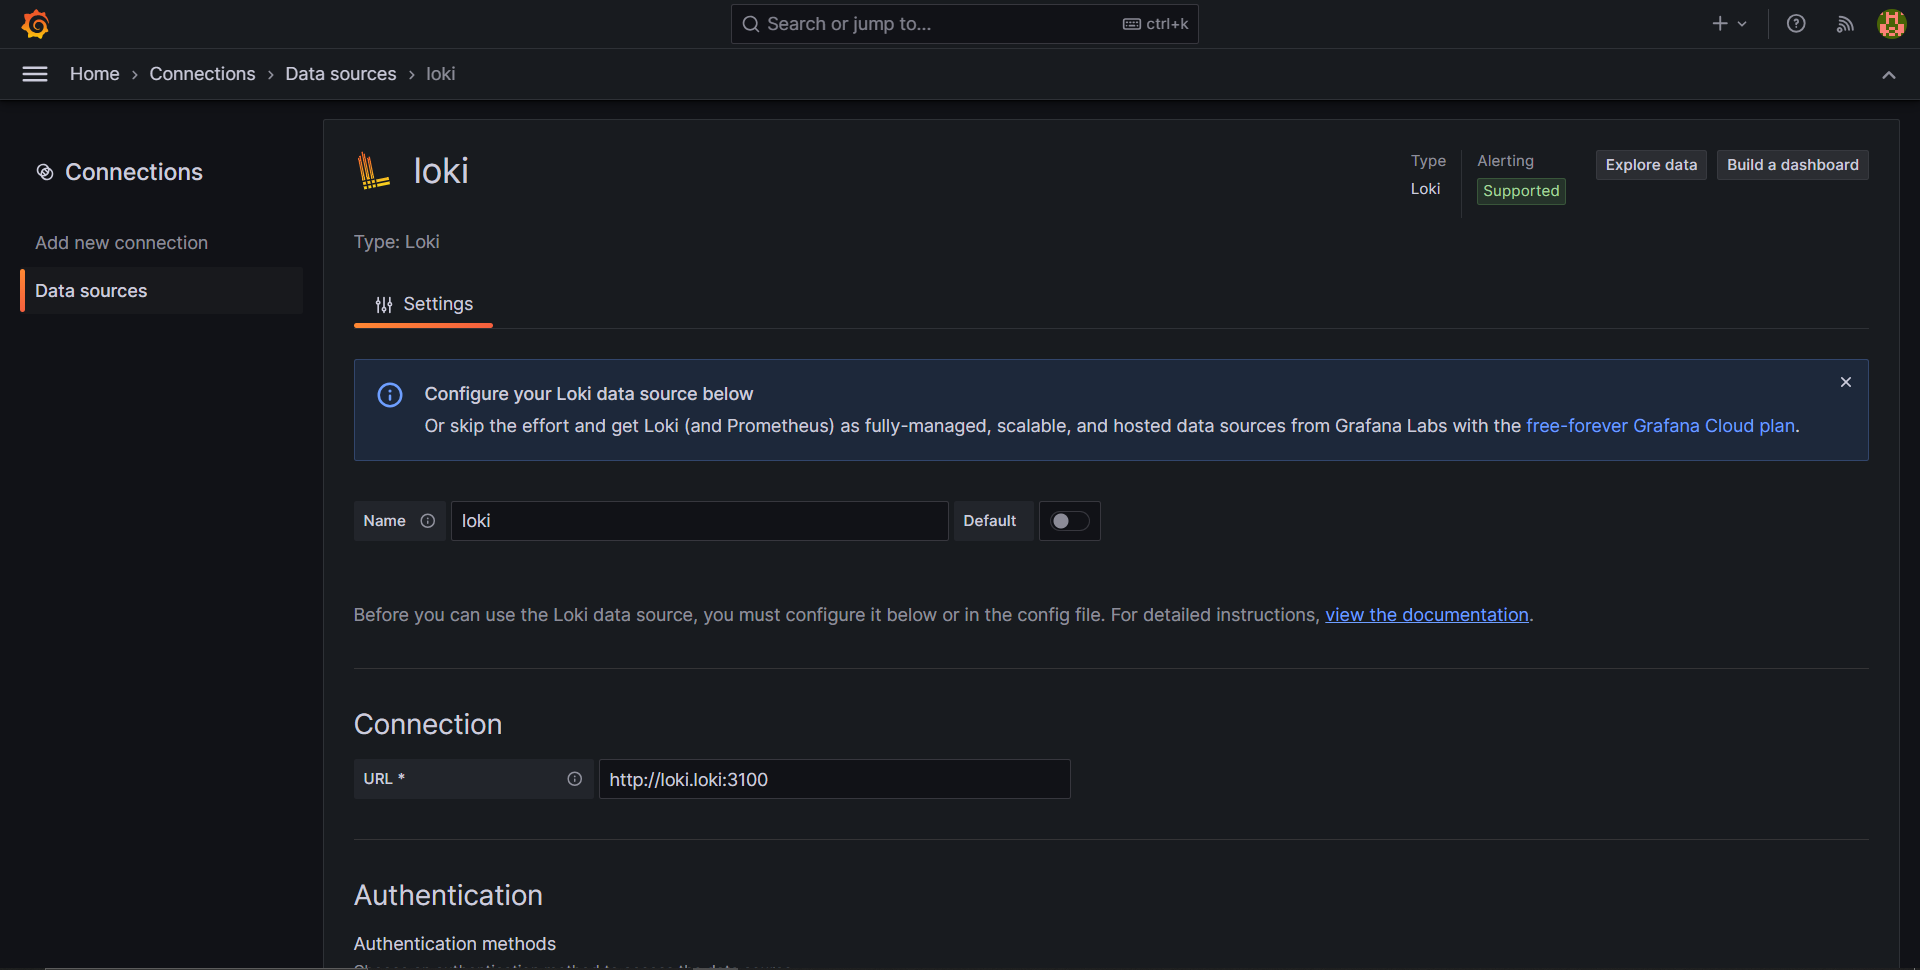 Search or jump to...
ctrl+k
Home › Connections › Data sources › loki
Connections
Add new connection
Data sources
loki
Type
Loki
Alerting
Supported
Explore data
Build a dashboard
Type: Loki
Settings
Configure your Loki data source below
Or skip the effort and get Loki (and Prometheus) as fully-managed, scalable, and hosted data sources from Grafana Labs with the free-forever Grafana Cloud plan.
Name
loki
Default
Before you can use the Loki data source, you must configure it below or in the config file. For detailed instructions, view the documentation.
Connection
URL *
http://loki.loki:3100
Authentication
Authentication methods